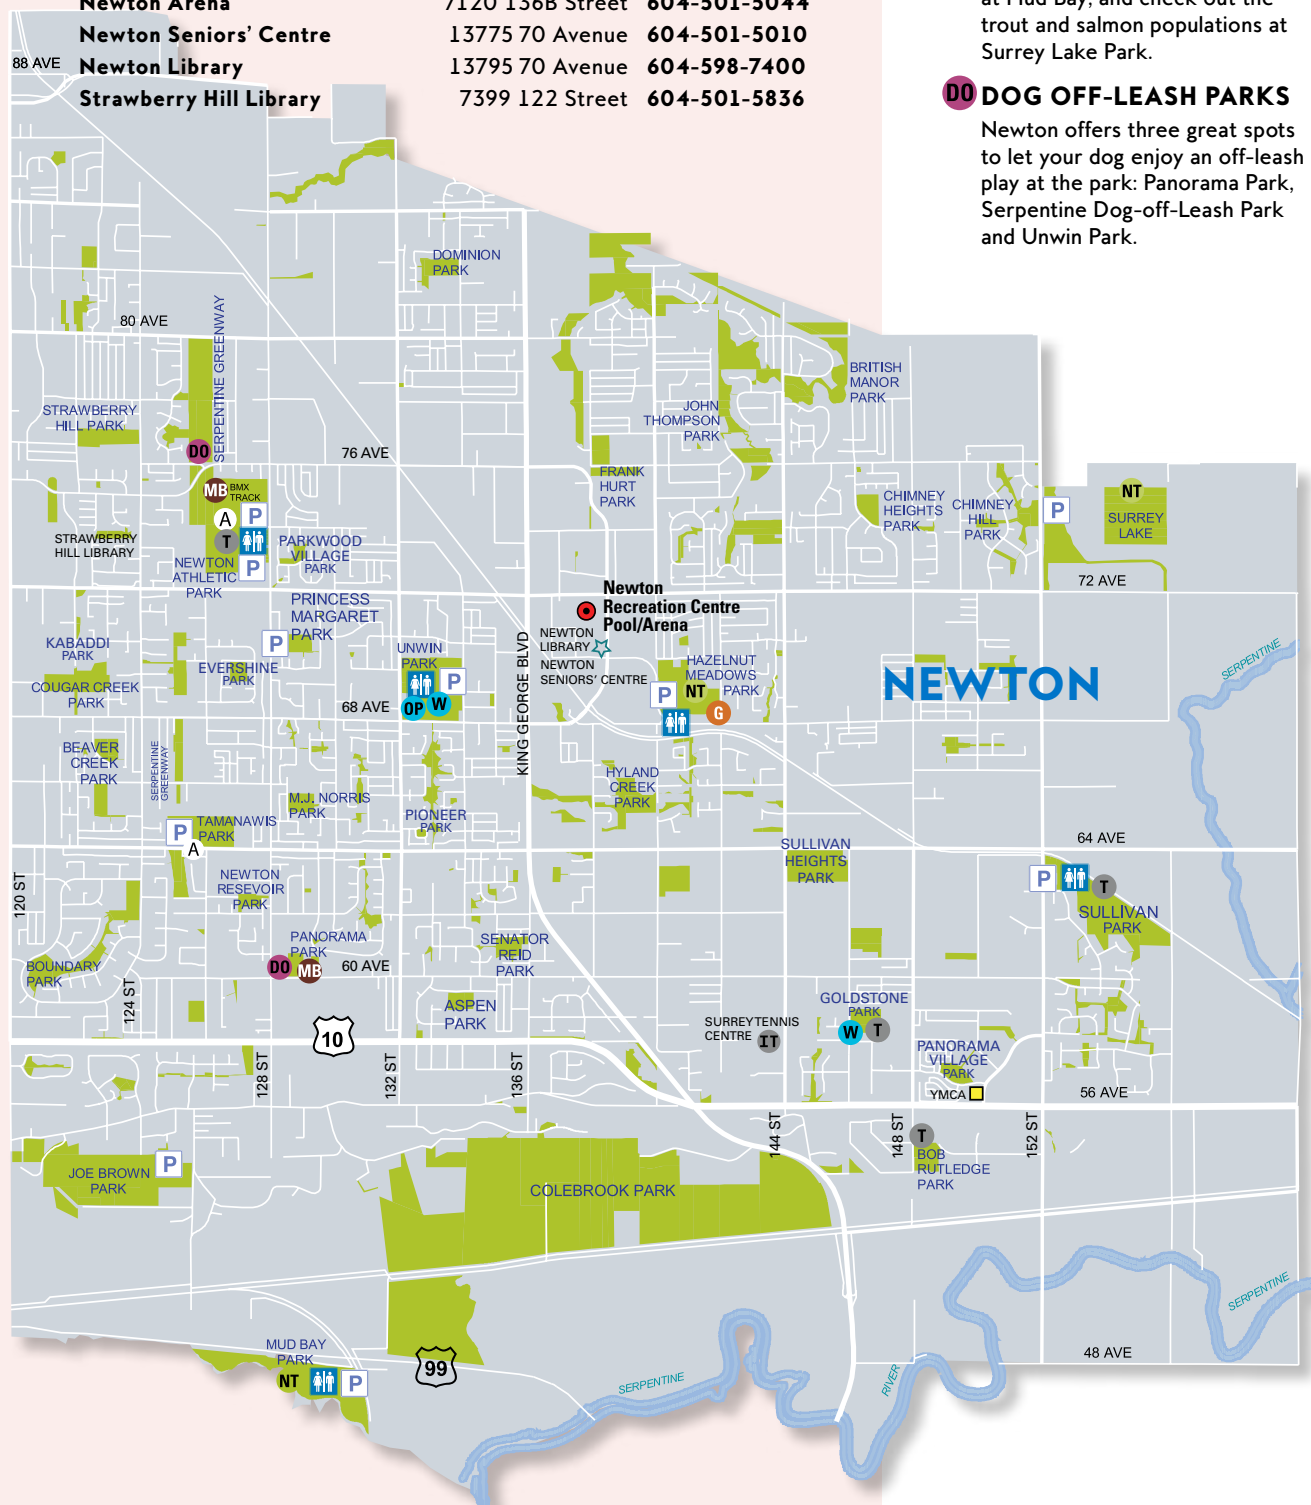 Newton Arena 7120 136B Street 604-501-5044
Newton Seniors' Centre 13775 70 Avenue 604-501-5010
Newton Library 13795 70 Avenue 604-598-7400
Strawberry Hill Library 7399 122 Street 604-501-5836
at Mud Bay, and check out the
trout and salmon populations at
Surrey Lake Park.
DO DOG OFF-LEASH PARKS
Newton offers three great spots
to let your dog enjoy an off-leash
play at the park: Panorama Park,
Serpentine Dog-off-Leash Park
and Unwin Park.
88 AVE
DOMINION
PARK
80 AVE
SERPENTINE GREENWAY
BRITISH
MANOR
PARK
STRAWBERRY
HILL PARK
JOHN
THOMPSON
PARK
DO
76 AVE
FRANK
HURT
PARK
MB
BMX
TRACK
A
P
T
P
STRAWBERRY
HILL LIBRARY
NEWTON
ATHLETIC
PARK
PARKWOOD
VILLAGE
PARK
CHIMNEY
HEIGHTS
PARK
CHIMNEY
HILL
PARK
P
NT
SURREY
LAKE
72 AVE
PRINCESS
MARGARET
PARK
P
Newton
Recreation Centre
Pool/Arena
NEWTON
LIBRARY
NEWTON
SENIORS' CENTRE
KABADDI
PARK
COUGAR CREEK
PARK
EVERSHINE
PARK
UNWIN
PARK
P
OP
W
68 AVE
KING GEORGE BLVD
HAZELNUT
MEADOWS
PARK
P
NT
G
NEWTON
SERPENTINE
BEAVER
CREEK
PARK
SERPENTINE
GREENWAY
HYLAND
CREEK
PARK
M.J. NORRIS
PARK
PIONEER
PARK
TAMANAWIS
PARK
P
A
64 AVE
SULLIVAN
HEIGHTS
PARK
P
T
SULLIVAN
PARK
120 ST
NEWTON
RESEVOIR
PARK
PANORAMA
PARK
DO
MB
60 AVE
SENATOR
REID
PARK
BOUNDARY
PARK
124 ST
ASPEN
PARK
GOLDSTONE
PARK
W
T
SURREYTENNIS
CENTRE
IT
10
PANORAMA
VILLAGE
PARK
YMCA
56 AVE
128 ST
132 ST
136 ST
144 ST
148 ST
152 ST
T
BOB
RUTLEDGE
PARK
JOE BROWN
PARK
P
COLEBROOK PARK
SERPENTINE
MUD BAY
PARK
NT
P
99
48 AVE
SERPENTINE
RIVER